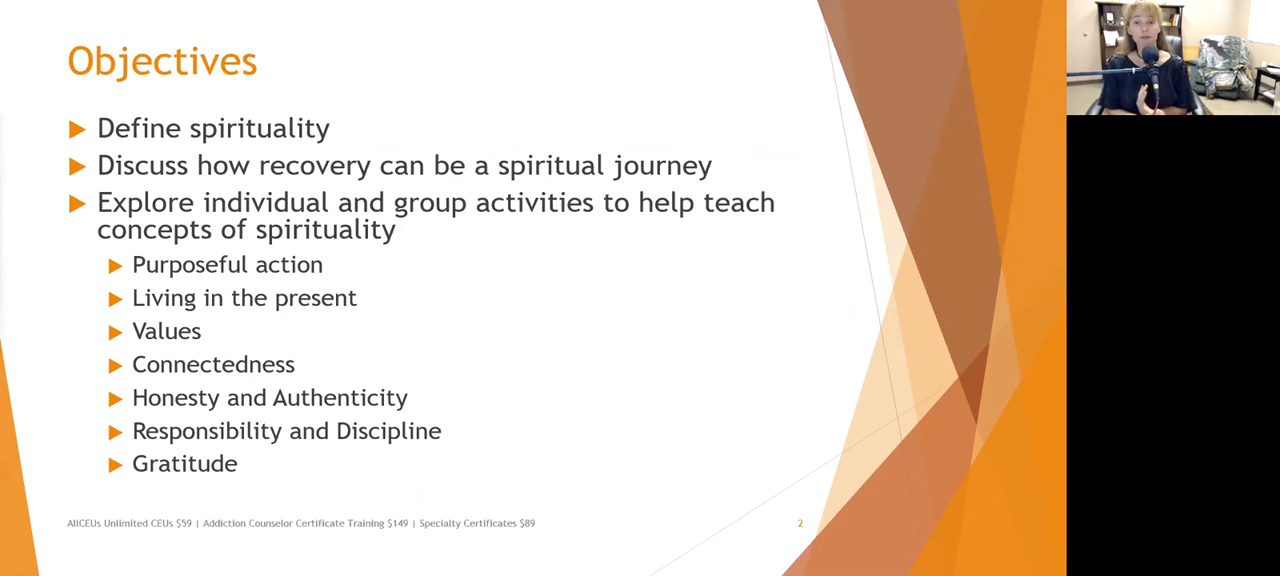 Objectives
Define spirituality
Discuss how recovery can be a spiritual journey
Explore individual and group activities to help teach
concepts of spirituality
Purposeful action
Living in the present
Values
Connectedness
Honesty and Authenticity
Responsibility and Discipline
Gratitude
AllCEUs Unlimited CEUs $59 | Addiction Counselor Certificate Training $149 | Specialty Certificates $89
2